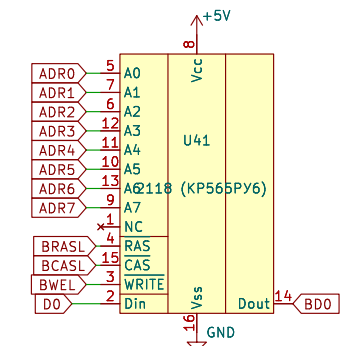 +5V
8
Vcc
ADR0 5 A0
ADR1 7 A1
ADR2 6 A2
U41
ADR3 12 A3
ADR4 11 A4
ADR5 10 A5
ADR6 13 A6 2118 (КР565РУ6)
ADR7 9 A7
1 NC
BRASL 4 RAS
BCASL 15 CAS
BWEL 3 WRITE
D0 2 Din Vss Dout 14 BD0
16
GND